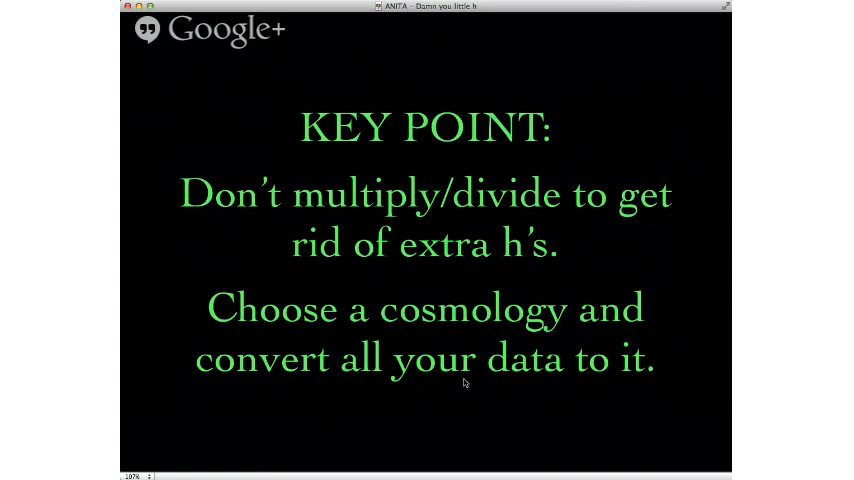 ANITA – Damn you little h
Google+
KEY POINT:
Don't multiply/divide to get
rid of extra h's.
Choose a cosmology and
convert all your data to it.
107%